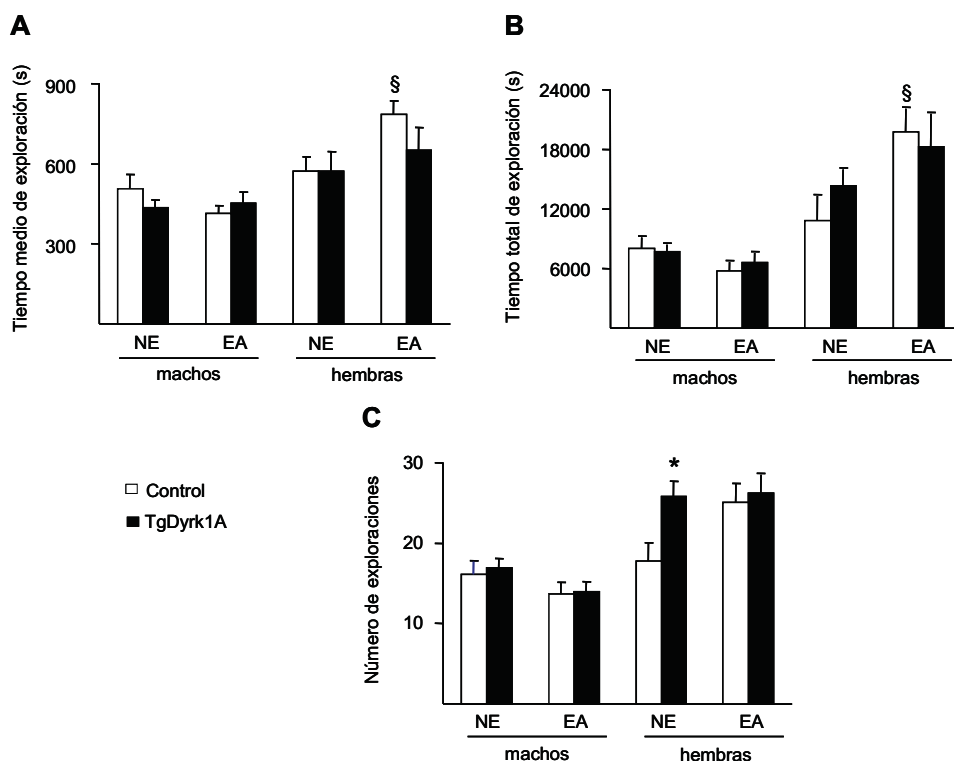 A
Tiempo medio de exploración (s)
900
600
300
§
NE
EA
NE
EA
machos
hembras
B
Tiempo total de exploración (s)
24000
18000
12000
6000
§
NE
EA
NE
EA
machos
hembras
C
Control
TgDyrk1A
Número de exploraciones
30
20
10
*
NE
EA
NE
EA
machos
hembras